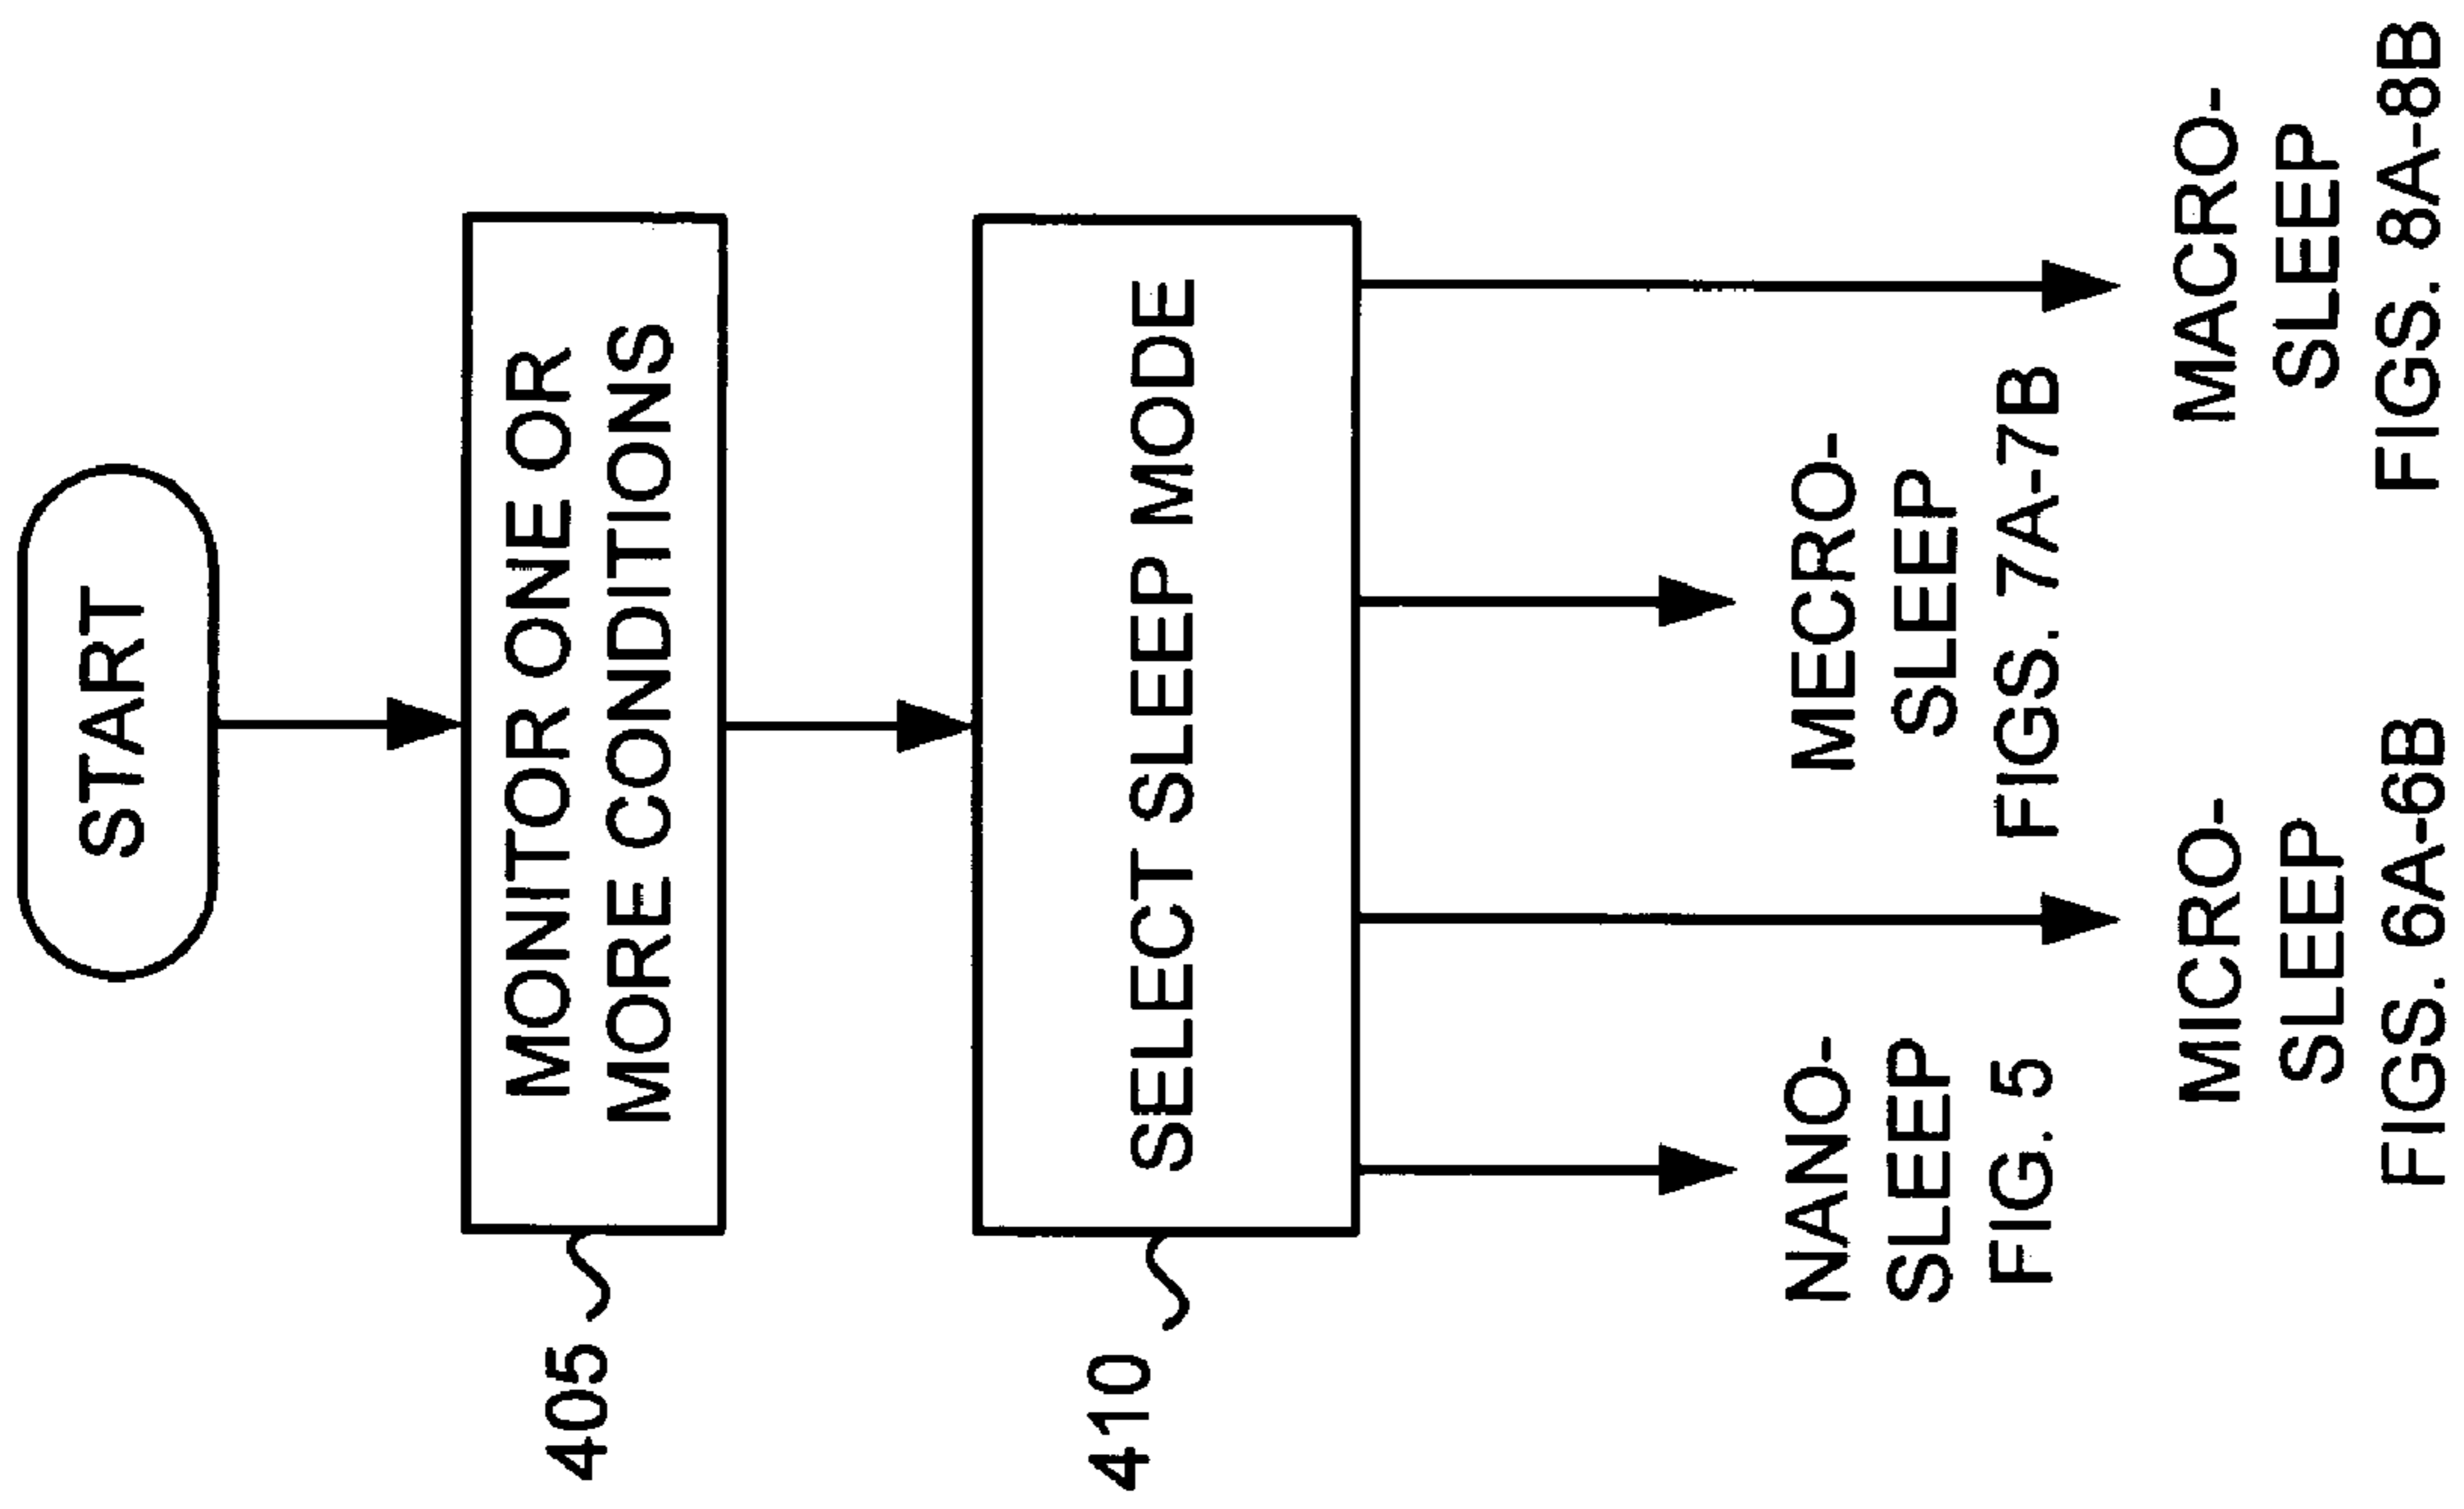 START
405
MONITOR ONE OR
MORE CONDITIONS
410
SELECT SLEEP MODE
NANO-
SLEEP
FIG. 5
MICRO-
SLEEP
FIGS. 6A-6B
MECRO-
SLEEP
FIGS. 7A-7B
MACRO-
SLEEP
FIGS. 8A-8B